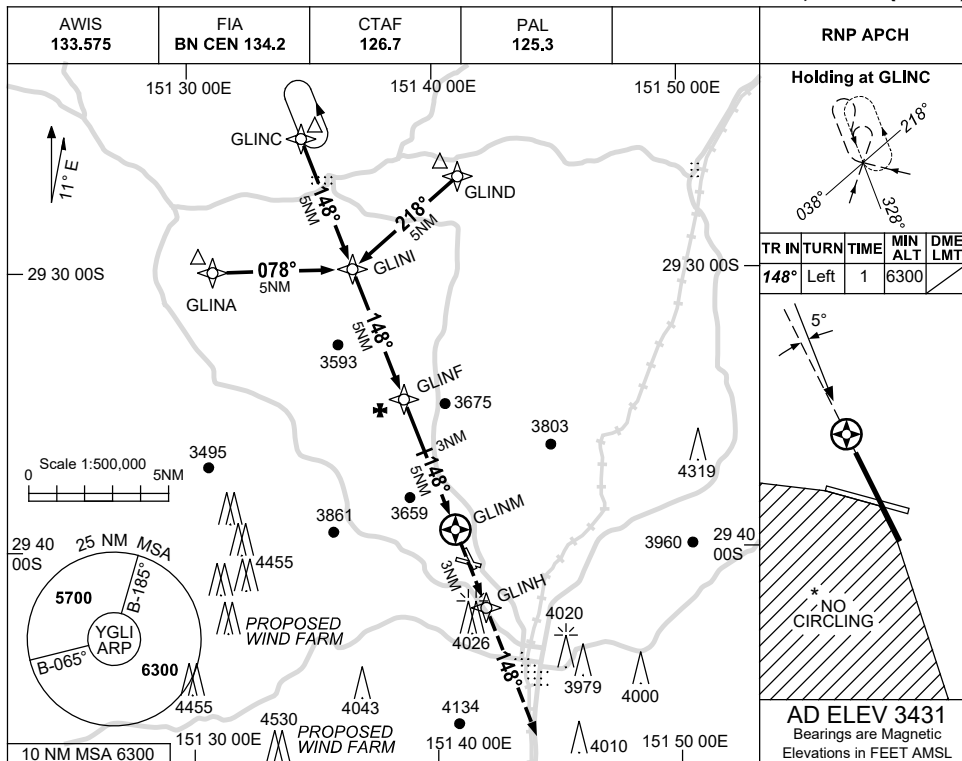 AWIS
133.575
FIA
BN CEN 134.2
CTAF
126.7
PAL
125.3
RNP APCH
151 30 00E
151 40 00E
151 50 00E
11° E
GLINC
148°
5NM
GLIND
218°
5NM
GLINI
29 30 00S
29 30 00S
078°
5NM
GLINA
148°
5NM
3593
GLINF
3675
3NM
148°
5NM
3803
4319
3495
Scale 1:500,000
0
5NM
3659
3861
GLINM
3960
29 40
00S
29 40
00S
25 NM MSA
5700
B-185°
YGLI
ARP
B-065°
6300
4455
PROPOSED
WIND FARM
3NM
GLINH
4026
4020
3979
4000
148°
4455
4043
4134
4530
PROPOSED
WIND FARM
4010
151 30 00E
151 40 00E
151 50 00E
10 NM MSA 6300
Holding at GLINC
218°
038°
328°
TR IN TURN TIME MIN ALT DME LMT
148° Left 1 6300
5°
* NO
CIRCLING
AD ELEV 3431
Bearings are Magnetic
Elevations in FEET AMSL